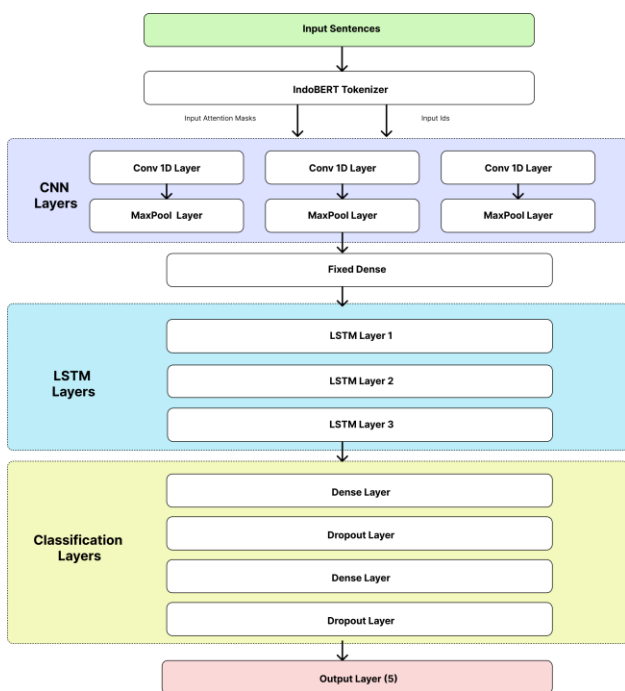 Input Sentences
IndoBERT Tokenizer
Input Attention Masks
Input Ids
CNN
Layers
Conv 1D Layer
Conv 1D Layer
Conv 1D Layer
MaxPool Layer
MaxPool Layer
MaxPool Layer
Fixed Dense
LSTM
Layers
LSTM Layer 1
LSTM Layer 2
LSTM Layer 3
Classification
Layers
Dense Layer
Dropout Layer
Dense Layer
Dropout Layer
Output Layer (5)